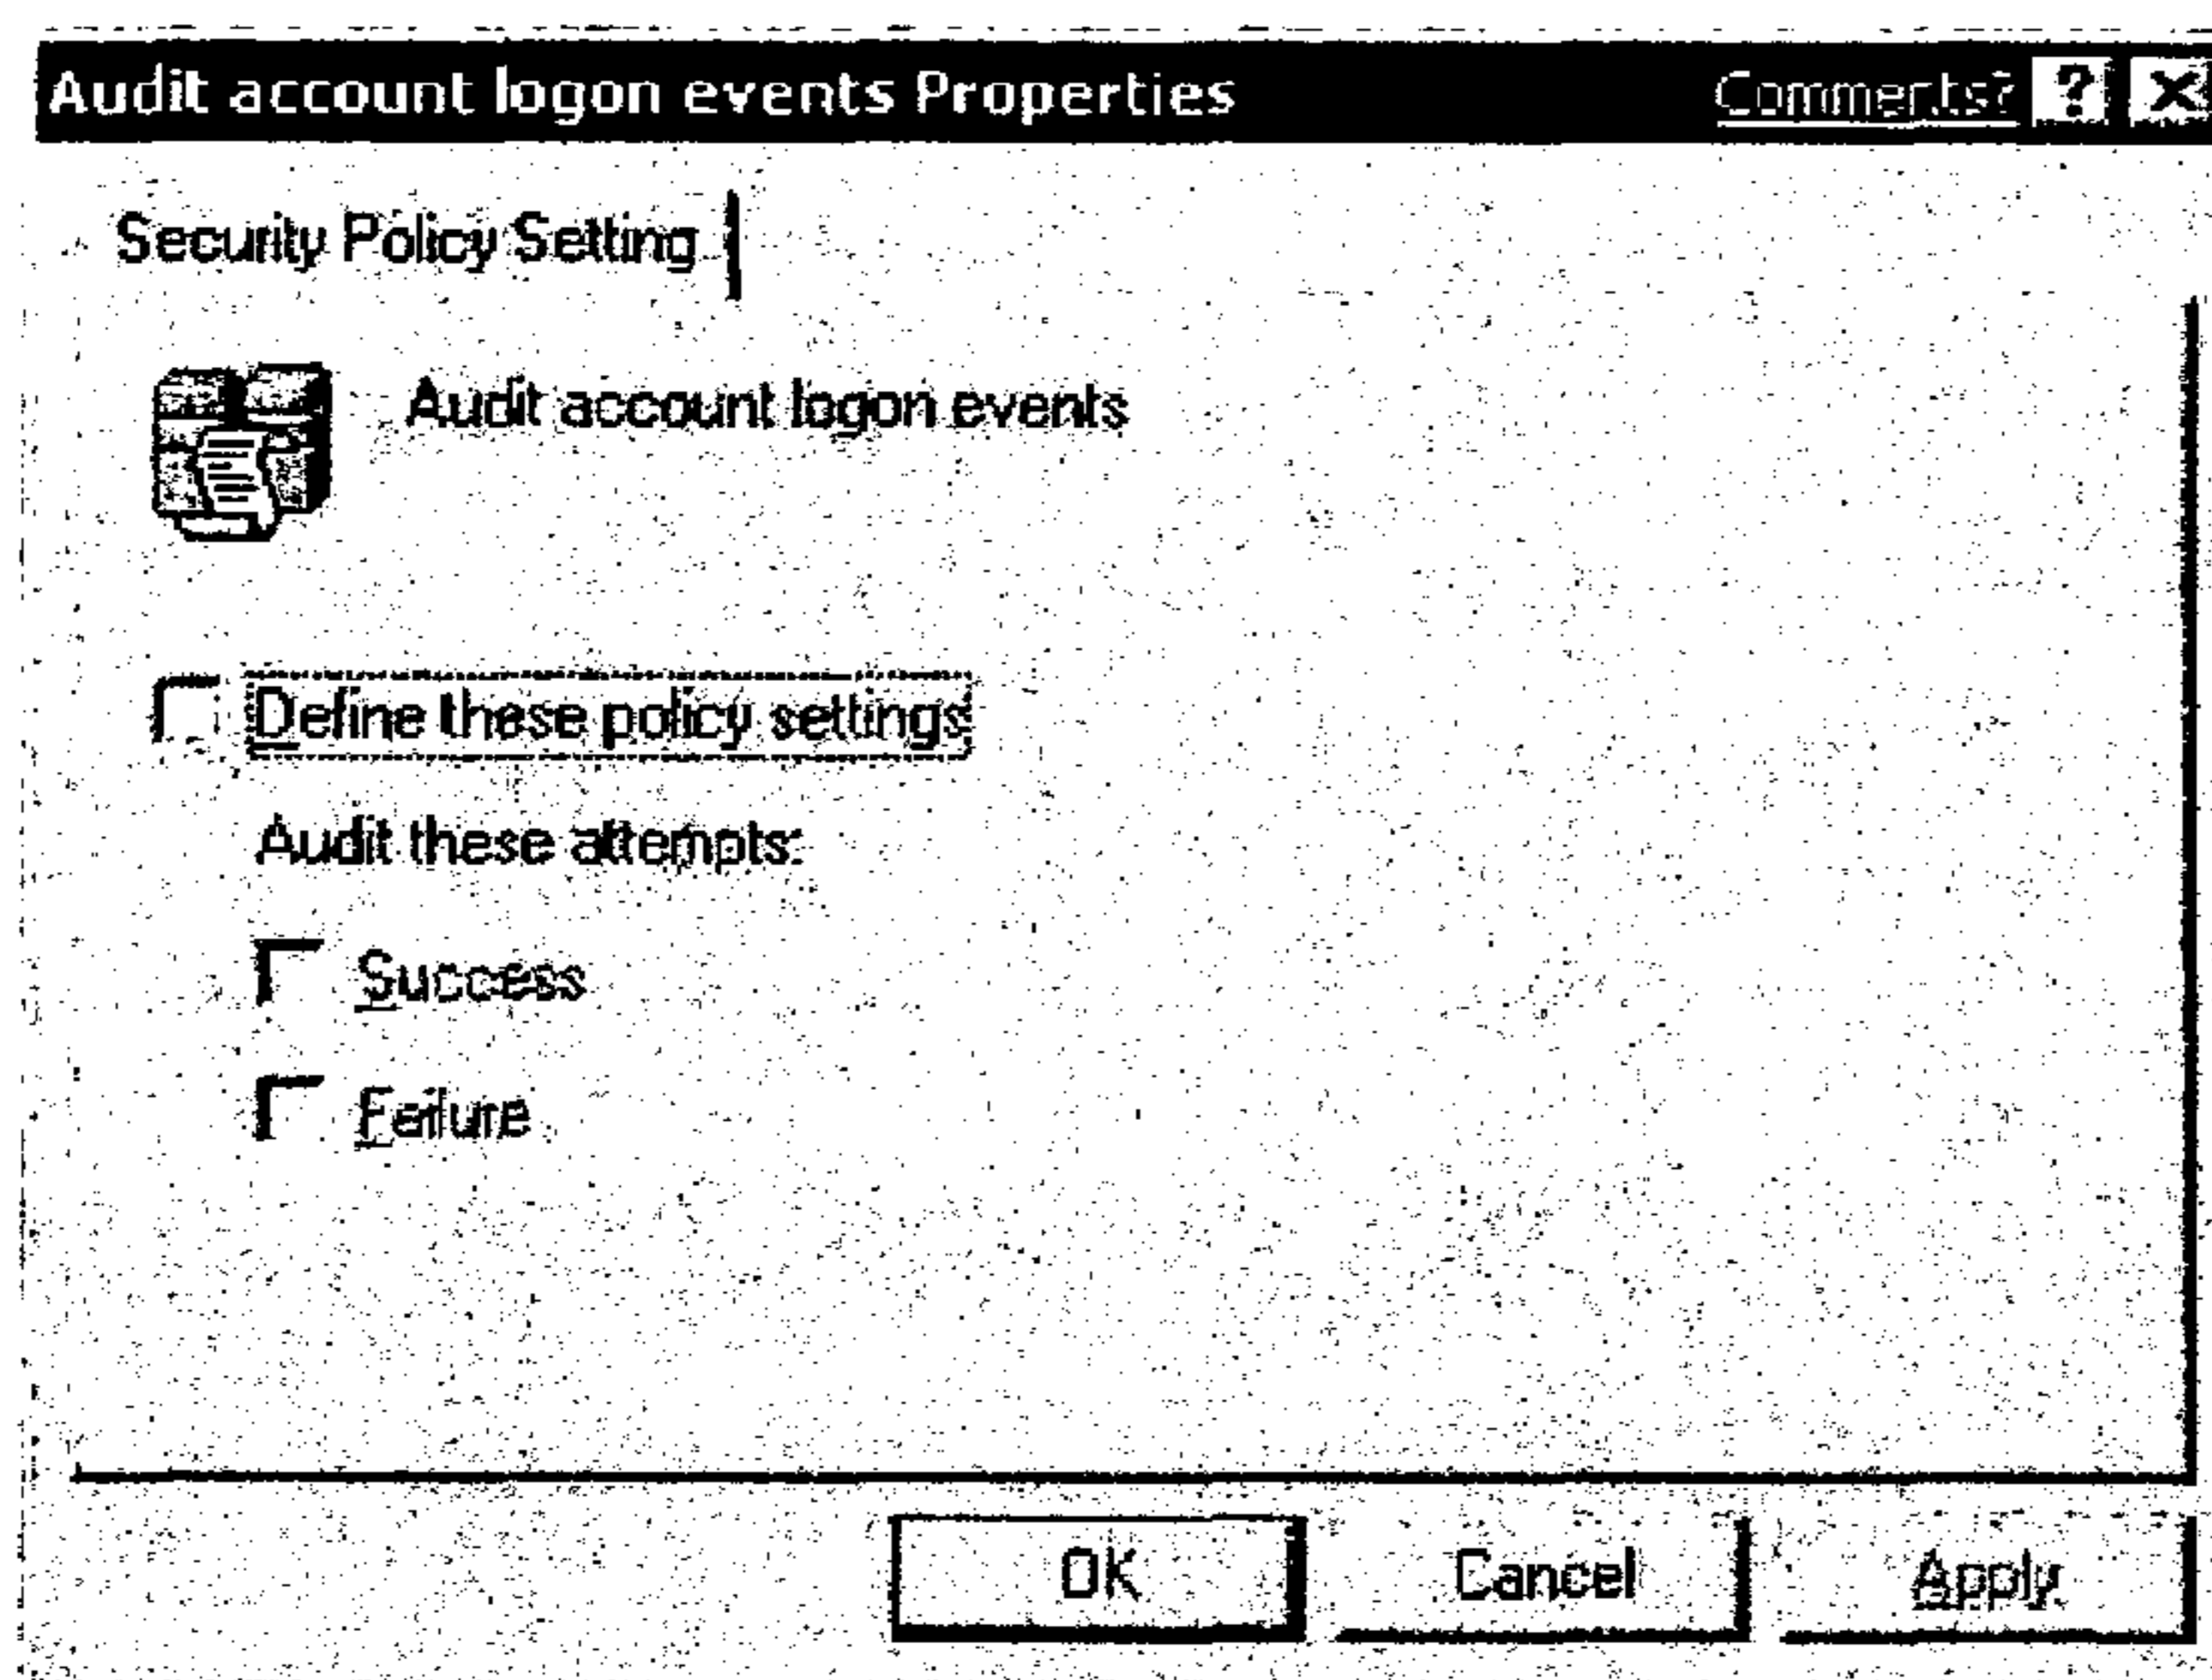 Audit account logon events Properties Comments? ? X
Security Policy Setting
Audit account logon events
Define these policy settings
Audit these attempts:
Success
Failure
OK Cancel Apply